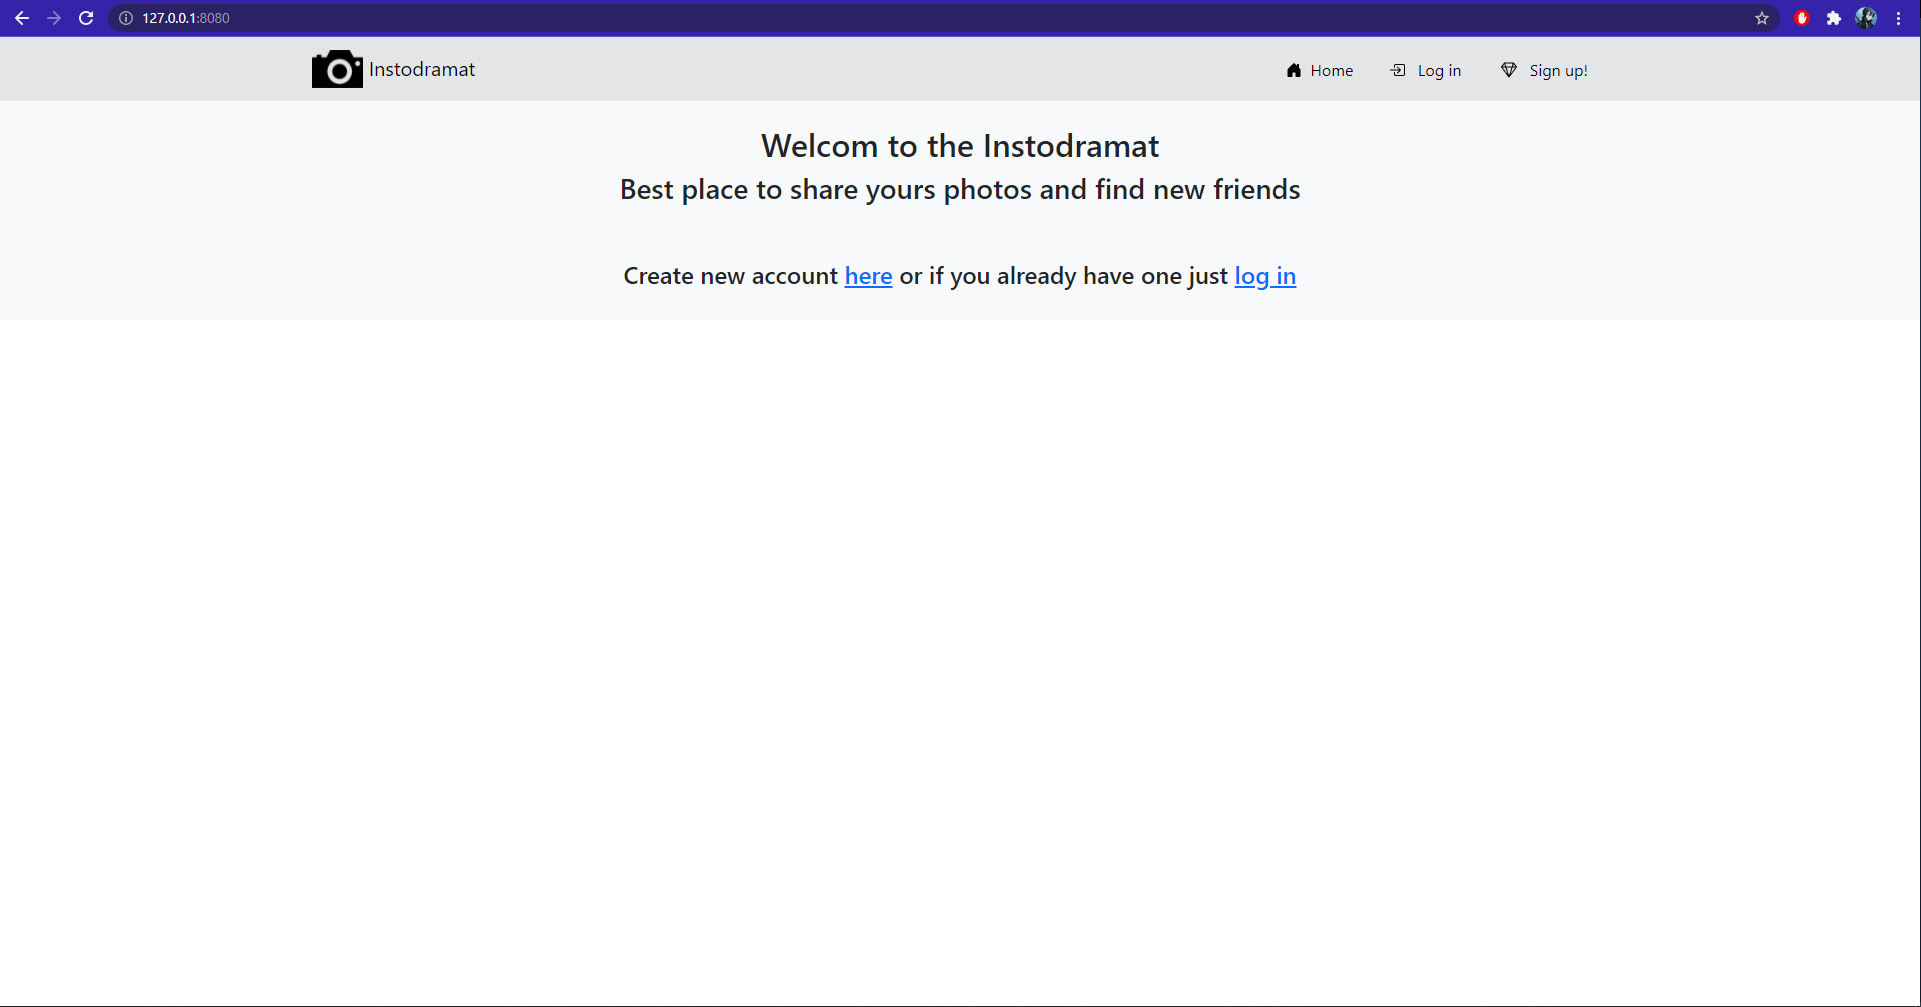 127.0.0.1:8080
Instodramat
Home Log in Sign up!
Welcom to the Instodramat
Best place to share yours photos and find new friends
Create new account here or if you already have one just log in